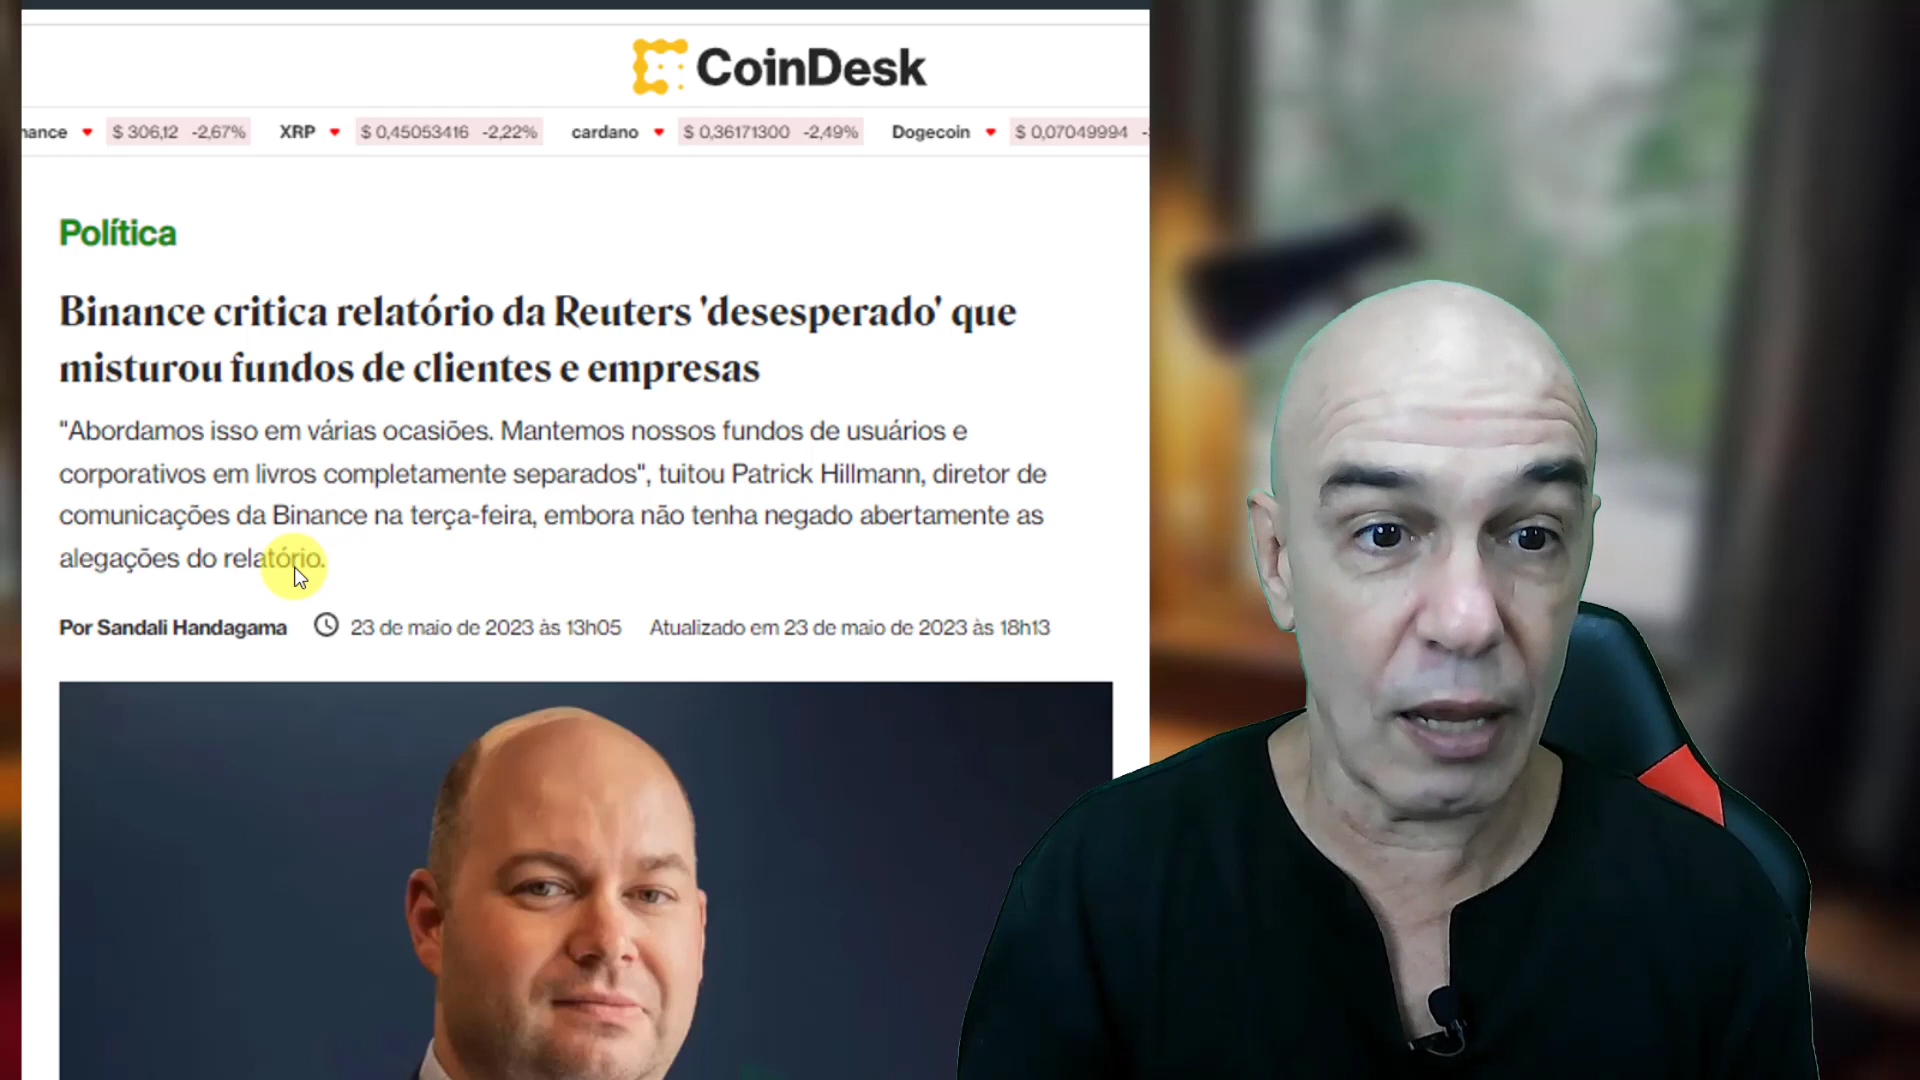 CoinDesk
nance $ 306,12 -2,67% XRP $ 0,45053416 -2,22% cardano $ 0,36171300 -2,49% Dogecoin $ 0,07049994
Política
Binance critica relatório da Reuters 'desesperado' que
misturou fundos de clientes e empresas
"Abordamos isso em várias ocasiões. Mantemos nossos fundos de usuários e
corporativos em livros completamente separados", tuitou Patrick Hillmann, diretor de
comunicações da Binance na terça-feira, embora não tenha negado abertamente as
alegações do relatório.
Por Sandali Handagama 23 de maio de 2023 às 13h05 Atualizado em 23 de maio de 2023 às 18h13